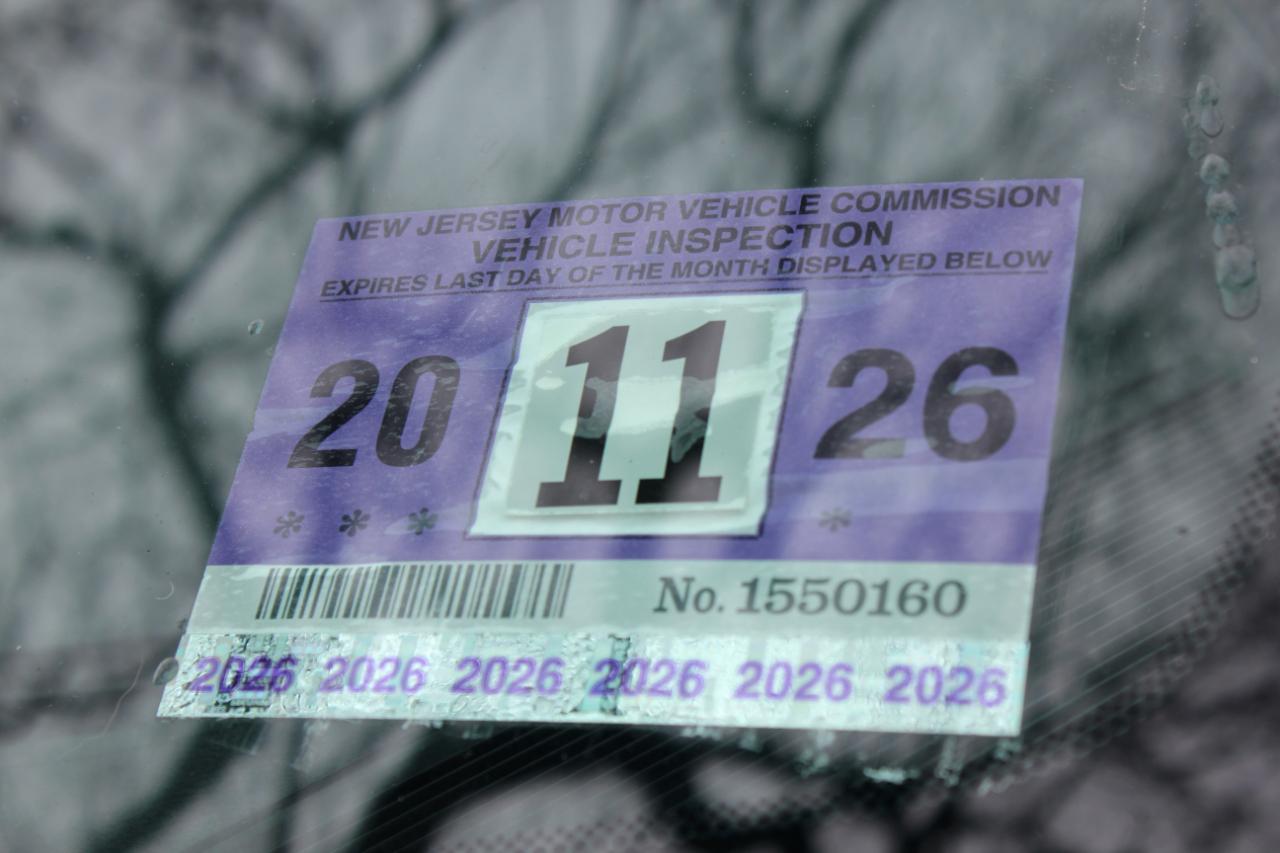 NEW JERSEY MOTOR VEHICLE COMMISSION
VEHICLE INSPECTION
EXPIRES LAST DAY OF THE MONTH DISPLAYED BELOW
20 11 26
* * * *
No. 1550160
2026 2026 2026 2026 2026 2026